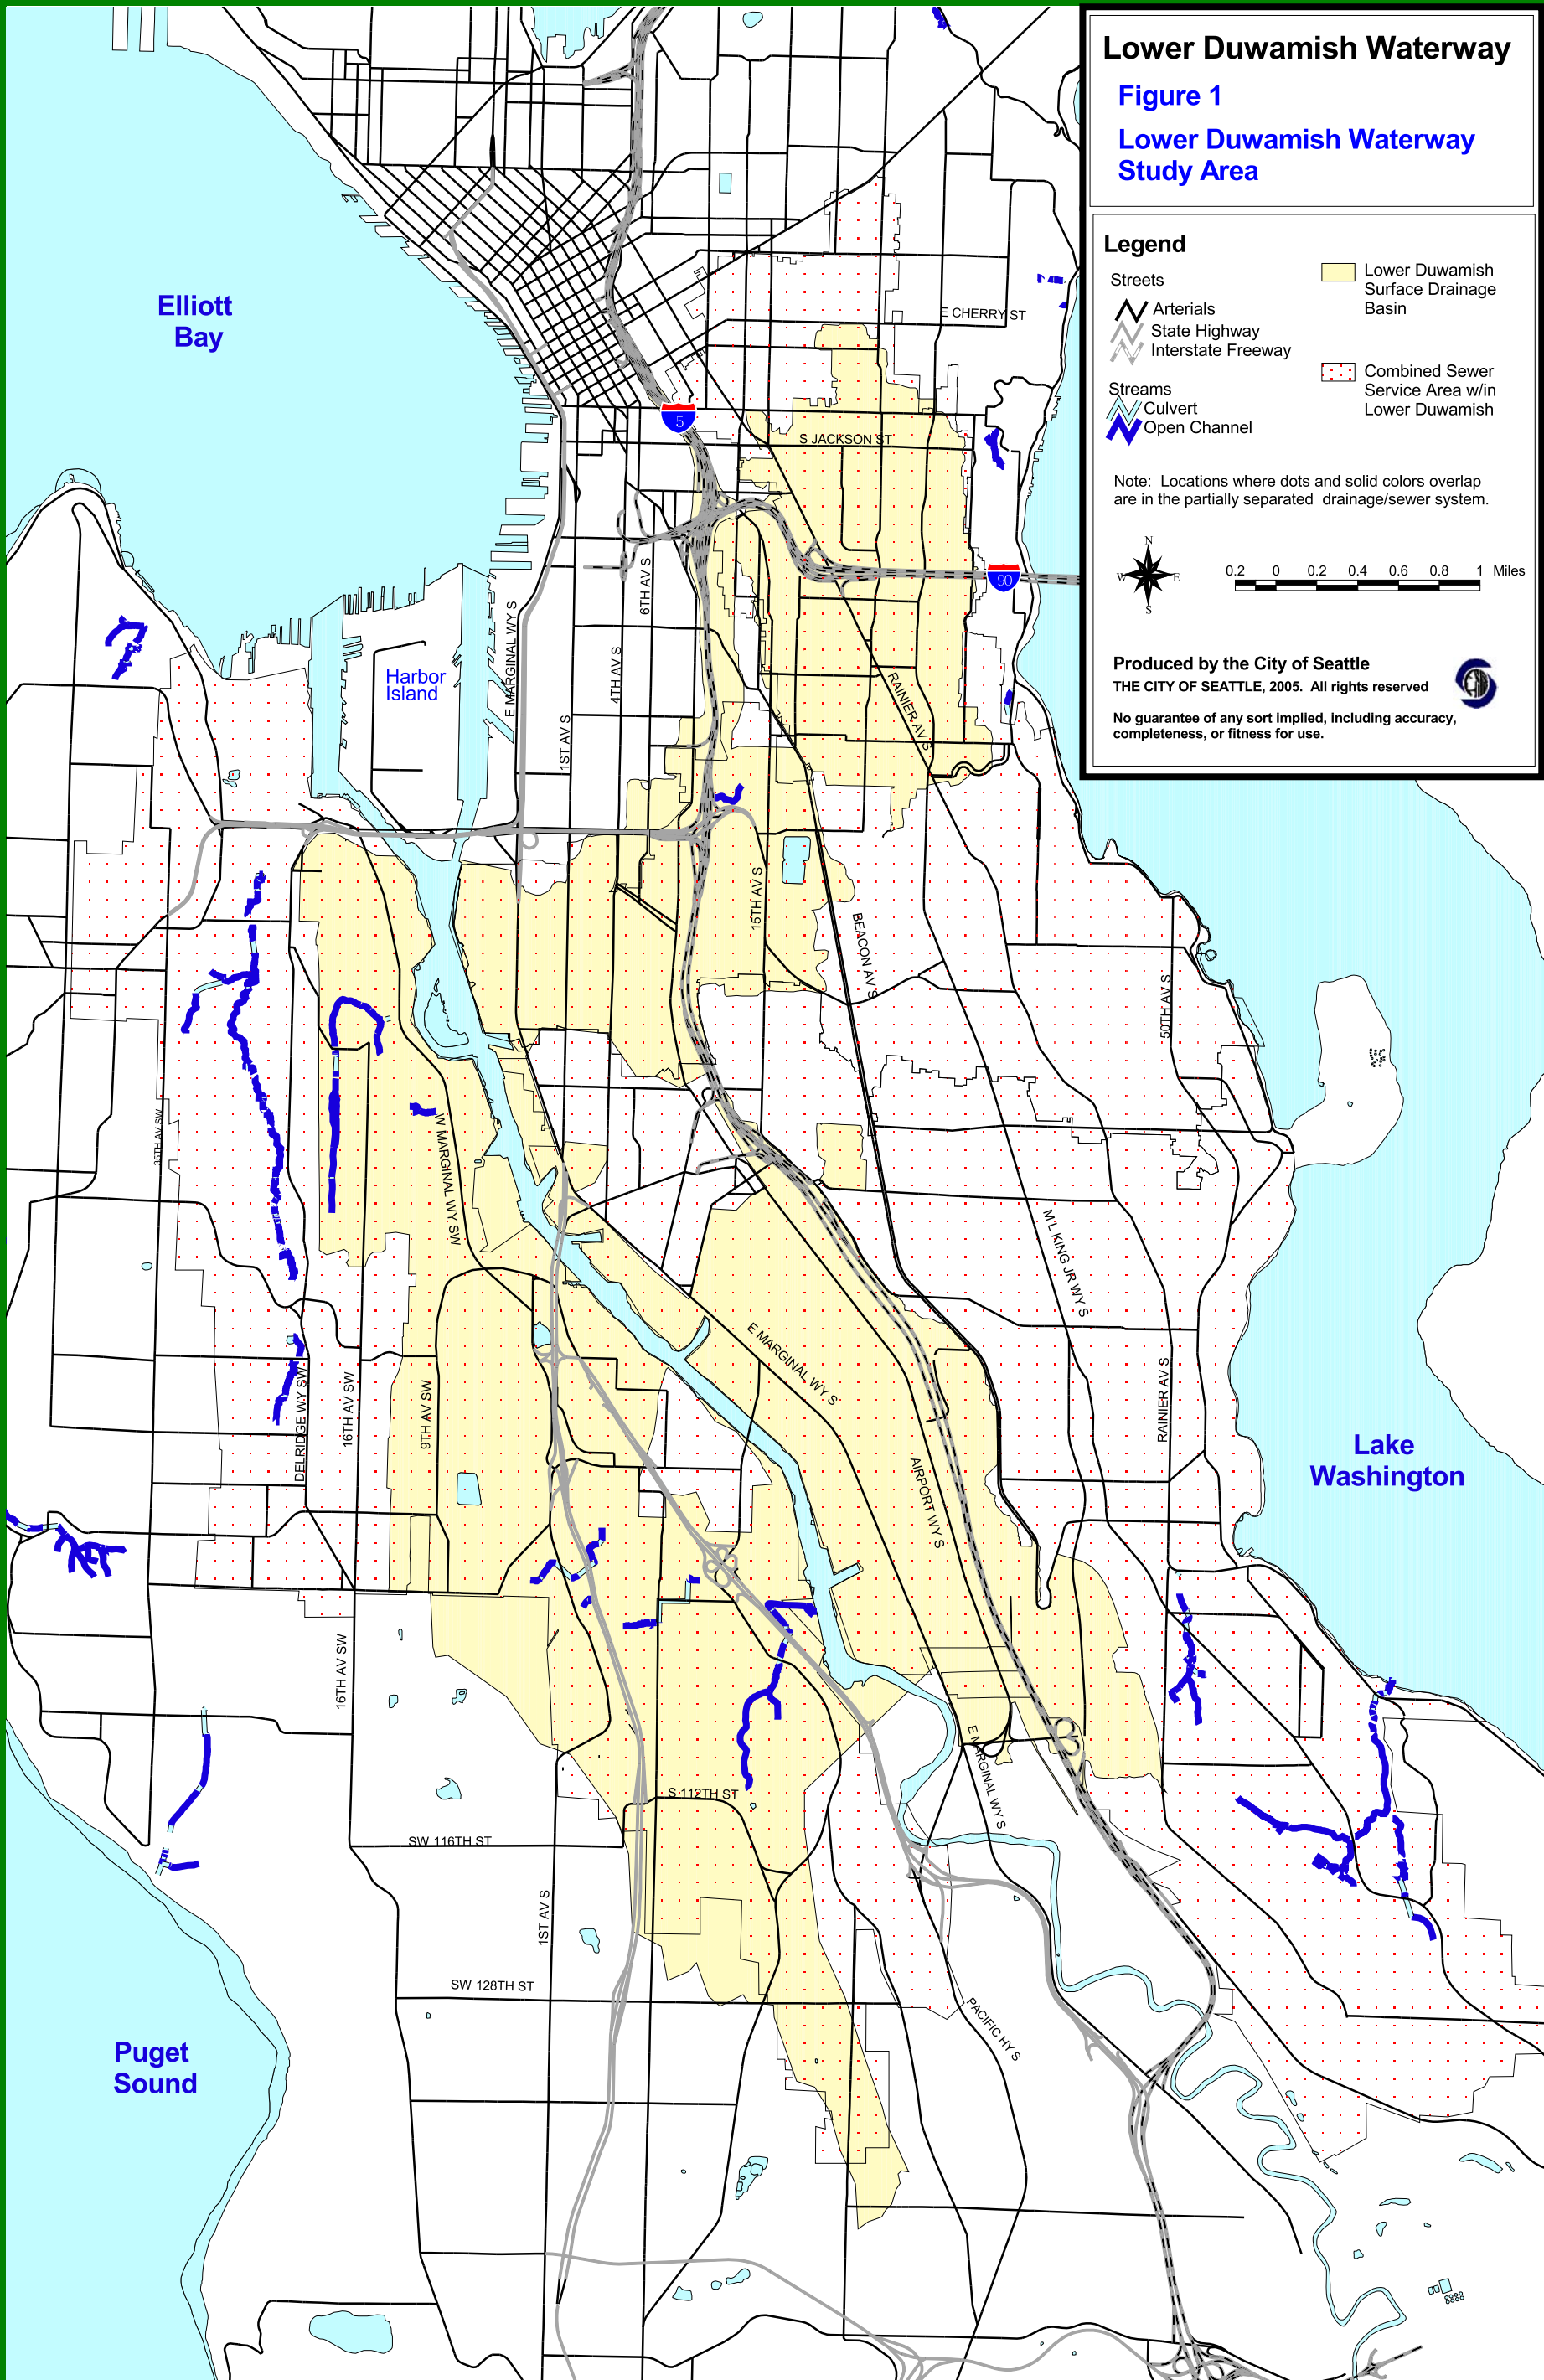 Lower Duwamish Waterway
Figure 1
Lower Duwamish Waterway
Study Area
Legend
Streets
Arterials
State Highway
Interstate Freeway
Streams
Culvert
Open Channel
Lower Duwamish
Surface Drainage
Basin
Combined Sewer
Service Area w/in
Lower Duwamish
Note: Locations where dots and solid colors overlap
are in the partially separated drainage/sewer system.
N
W
E
S
0.2 0 0.2 0.4 0.6 0.8 1 Miles
Produced by the City of Seattle
THE CITY OF SEATTLE, 2005. All rights reserved
No guarantee of any sort implied, including accuracy,
completeness, or fitness for use.
Elliott
Bay
E CHERRY ST
5
S JACKSON ST
90
6TH AV S
E MARGINAL WY S
4TH AV S
1ST AV S
Harbor
Island
RAINIER AV S
15TH AV S
BEACON AV S
50TH AV S
35TH AV SW
W MARGINAL WY SW
M L KING JR WY S
E MARGINAL WY S
DELRIDGE WY SW
16TH AV SW
9TH AV SW
RAINIER AV S
AIRPORT WY S
Lake
Washington
16TH AV SW
E MARGINAL WY S
S 112TH ST
SW 116TH ST
1ST AV S
SW 128TH ST
PACIFIC HY S
Puget
Sound